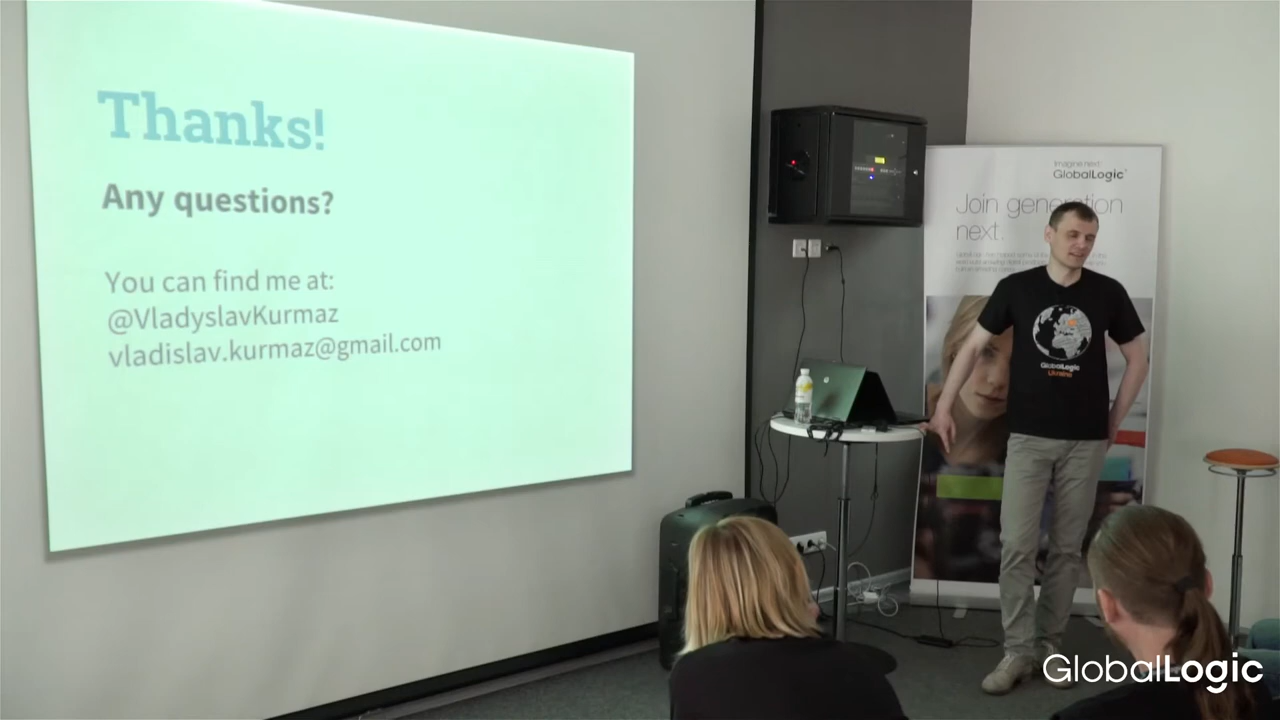 Thanks!
Any questions?
You can find me at:
@VladyslavKurmaz
vladislav.kurmaz@gmail.com
imagine next
GlobalLogic
Join generation
next.
GlobalLogic
Ukraine
GlobalLogic